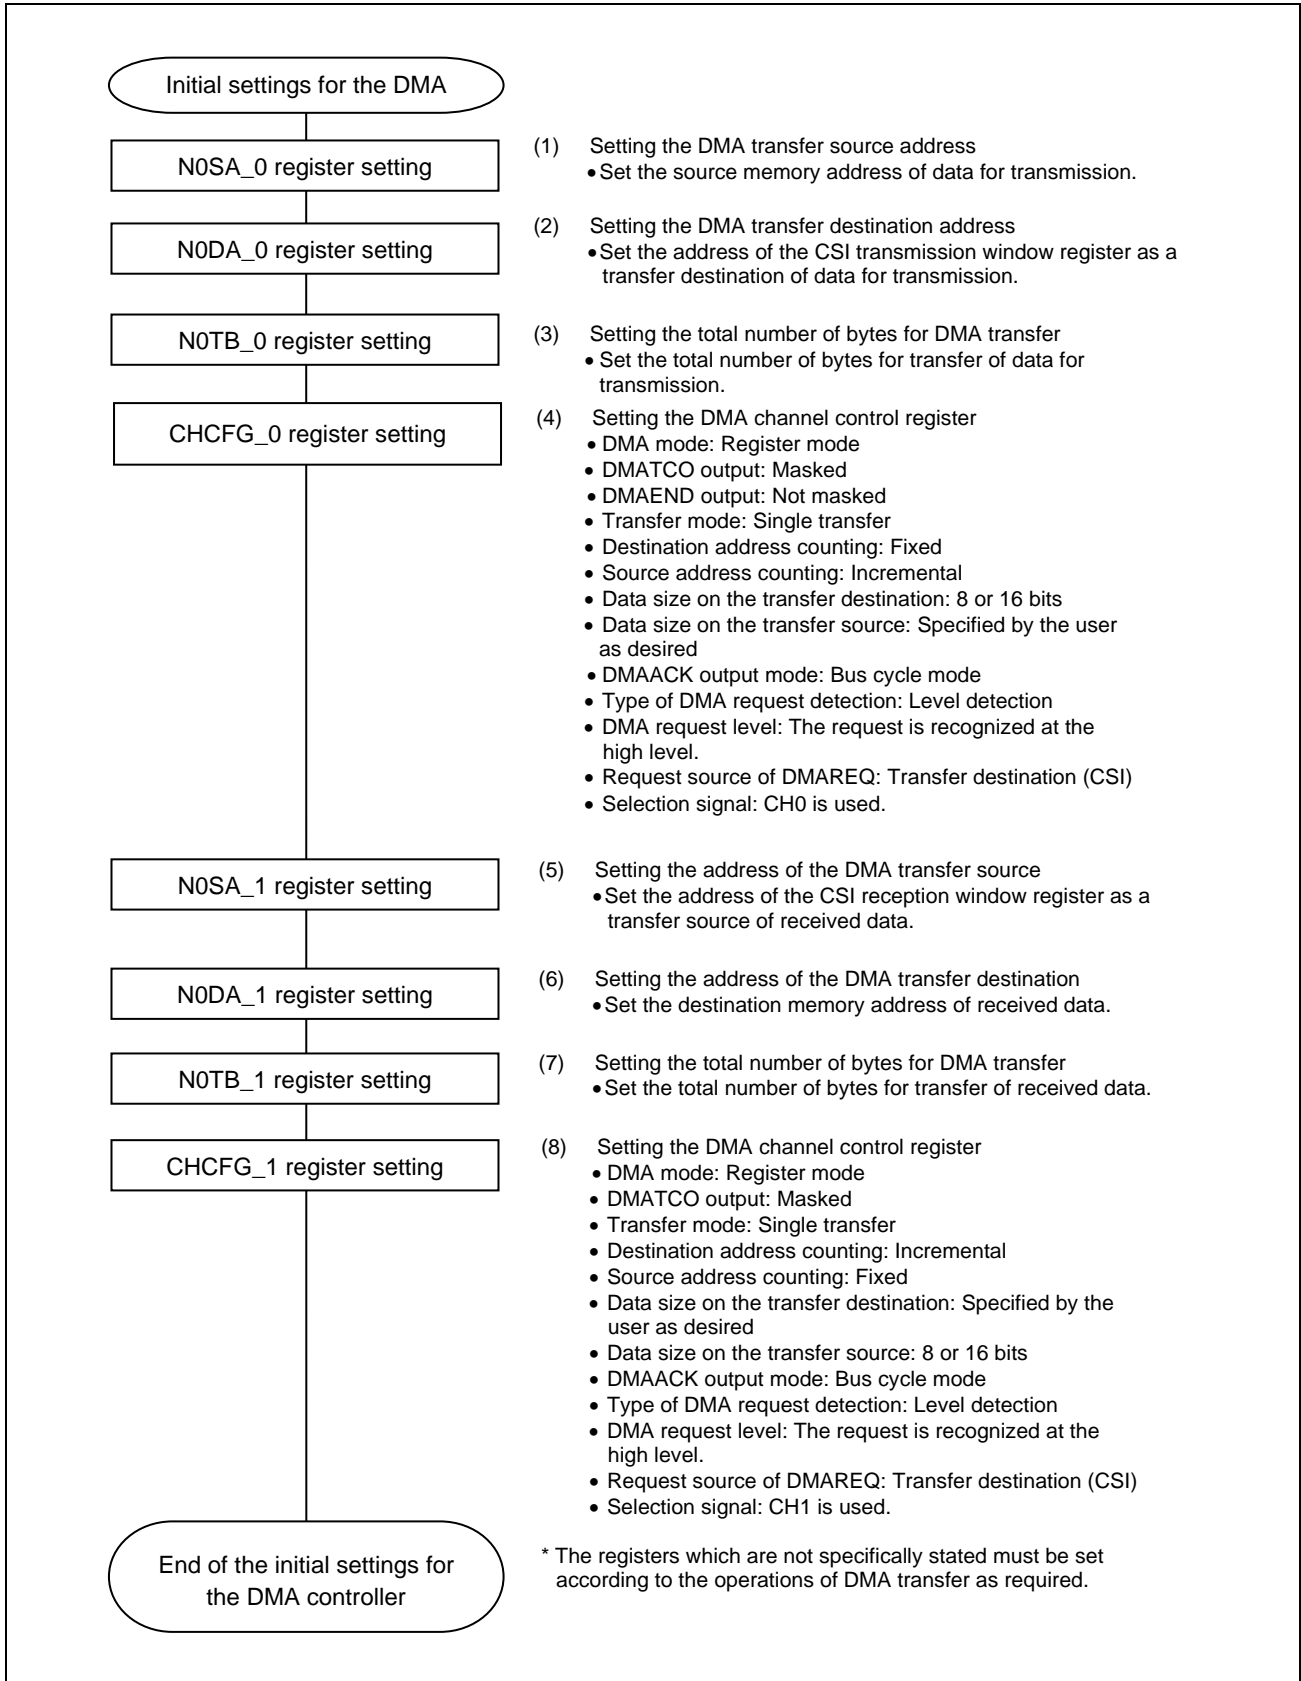 Initial settings for the DMA
N0SA_0 register setting
(1) Setting the DMA transfer source address
• Set the source memory address of data for transmission.
N0DA_0 register setting
(2) Setting the DMA transfer destination address
• Set the address of the CSI transmission window register as a
transfer destination of data for transmission.
N0TB_0 register setting
(3) Setting the total number of bytes for DMA transfer
• Set the total number of bytes for transfer of data for
transmission.
CHCFG_0 register setting
(4) Setting the DMA channel control register
• DMA mode: Register mode
• DMATCO output: Masked
• DMAEND output: Not masked
• Transfer mode: Single transfer
• Destination address counting: Fixed
• Source address counting: Incremental
• Data size on the transfer destination: 8 or 16 bits
• Data size on the transfer source: Specified by the user
as desired
• DMAACK output mode: Bus cycle mode
• Type of DMA request detection: Level detection
• DMA request level: The request is recognized at the
high level.
• Request source of DMAREQ: Transfer destination (CSI)
• Selection signal: CH0 is used.
N0SA_1 register setting
(5) Setting the address of the DMA transfer source
• Set the address of the CSI reception window register as a
transfer source of received data.
N0DA_1 register setting
(6) Setting the address of the DMA transfer destination
• Set the destination memory address of received data.
N0TB_1 register setting
(7) Setting the total number of bytes for DMA transfer
• Set the total number of bytes for transfer of received data.
CHCFG_1 register setting
(8) Setting the DMA channel control register
• DMA mode: Register mode
• DMATCO output: Masked
• Transfer mode: Single transfer
• Destination address counting: Incremental
• Source address counting: Fixed
• Data size on the transfer destination: Specified by the
user as desired
• Data size on the transfer source: 8 or 16 bits
• DMAACK output mode: Bus cycle mode
• Type of DMA request detection: Level detection
• DMA request level: The request is recognized at the
high level.
• Request source of DMAREQ: Transfer destination (CSI)
• Selection signal: CH1 is used.
End of the initial settings for
the DMA controller
* The registers which are not specifically stated must be set
according to the operations of DMA transfer as required.